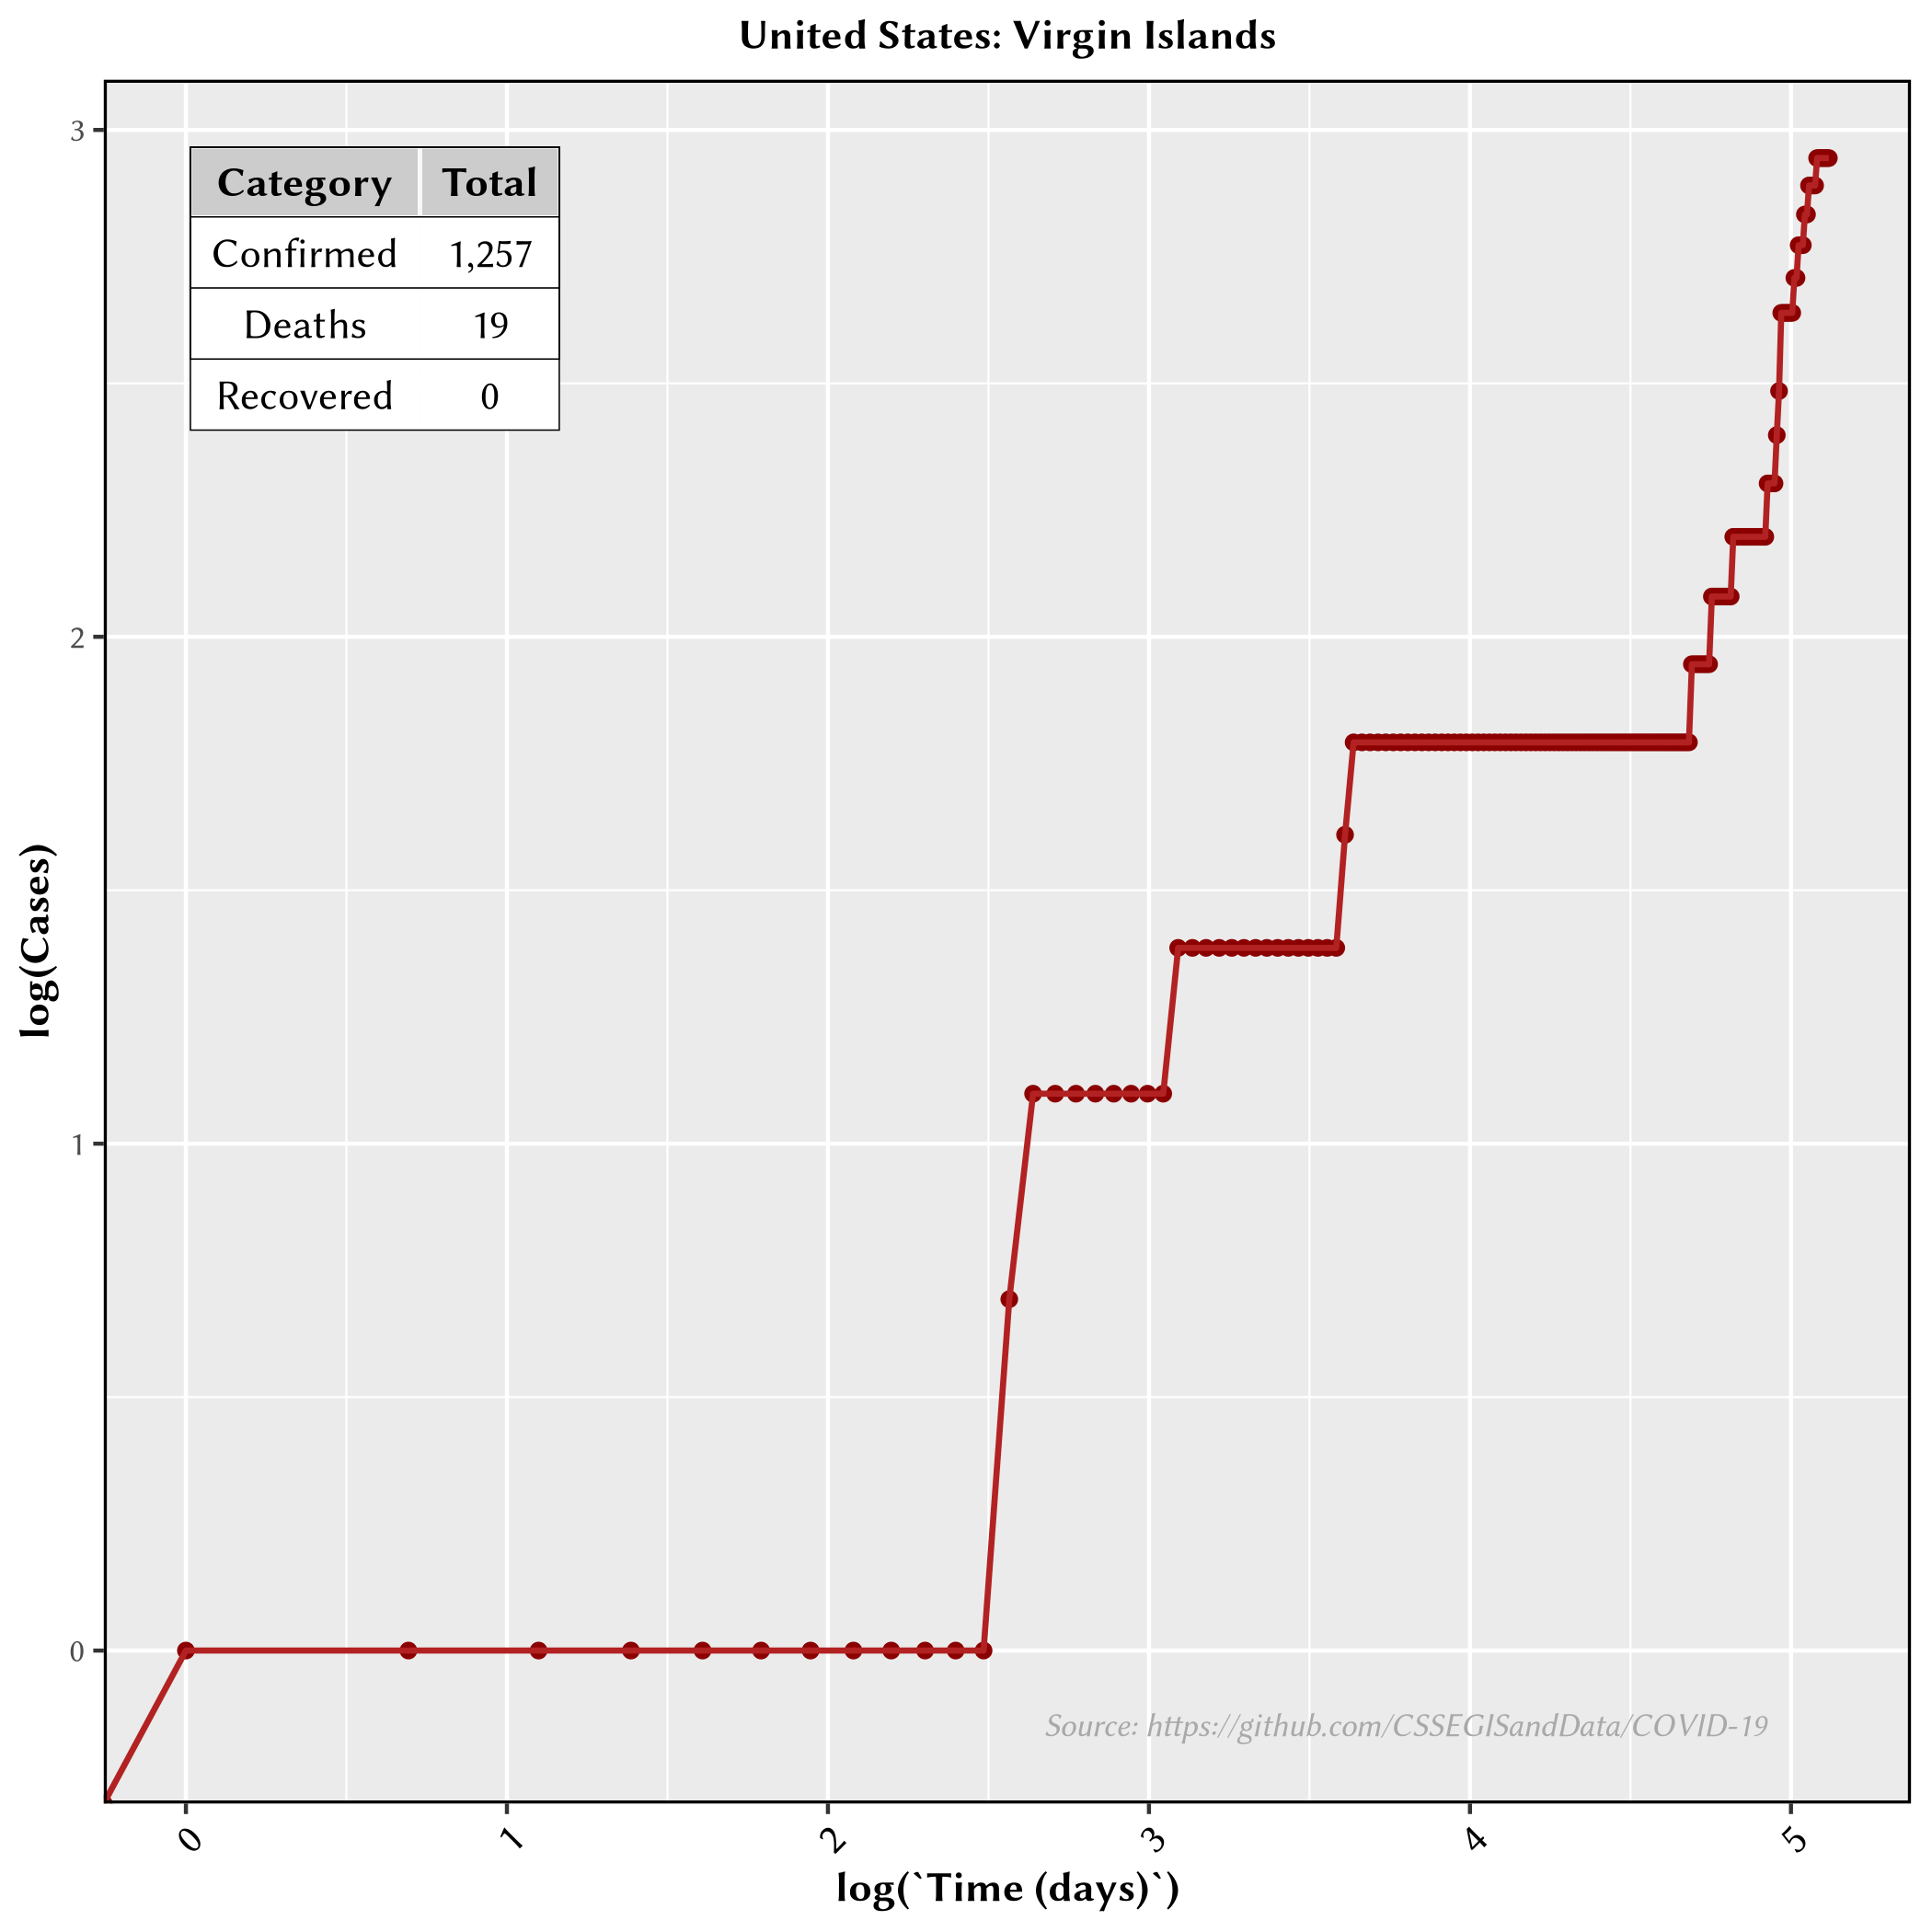 United States: Virgin Islands
3
2
1
0
Category Total
Confirmed 1,257
Deaths 19
Recovered 0
log(Cases)
Source: https://github.com/CSSEGISandData/COVID-19
0 1 2 3 4 5
log(`Time (days)`)